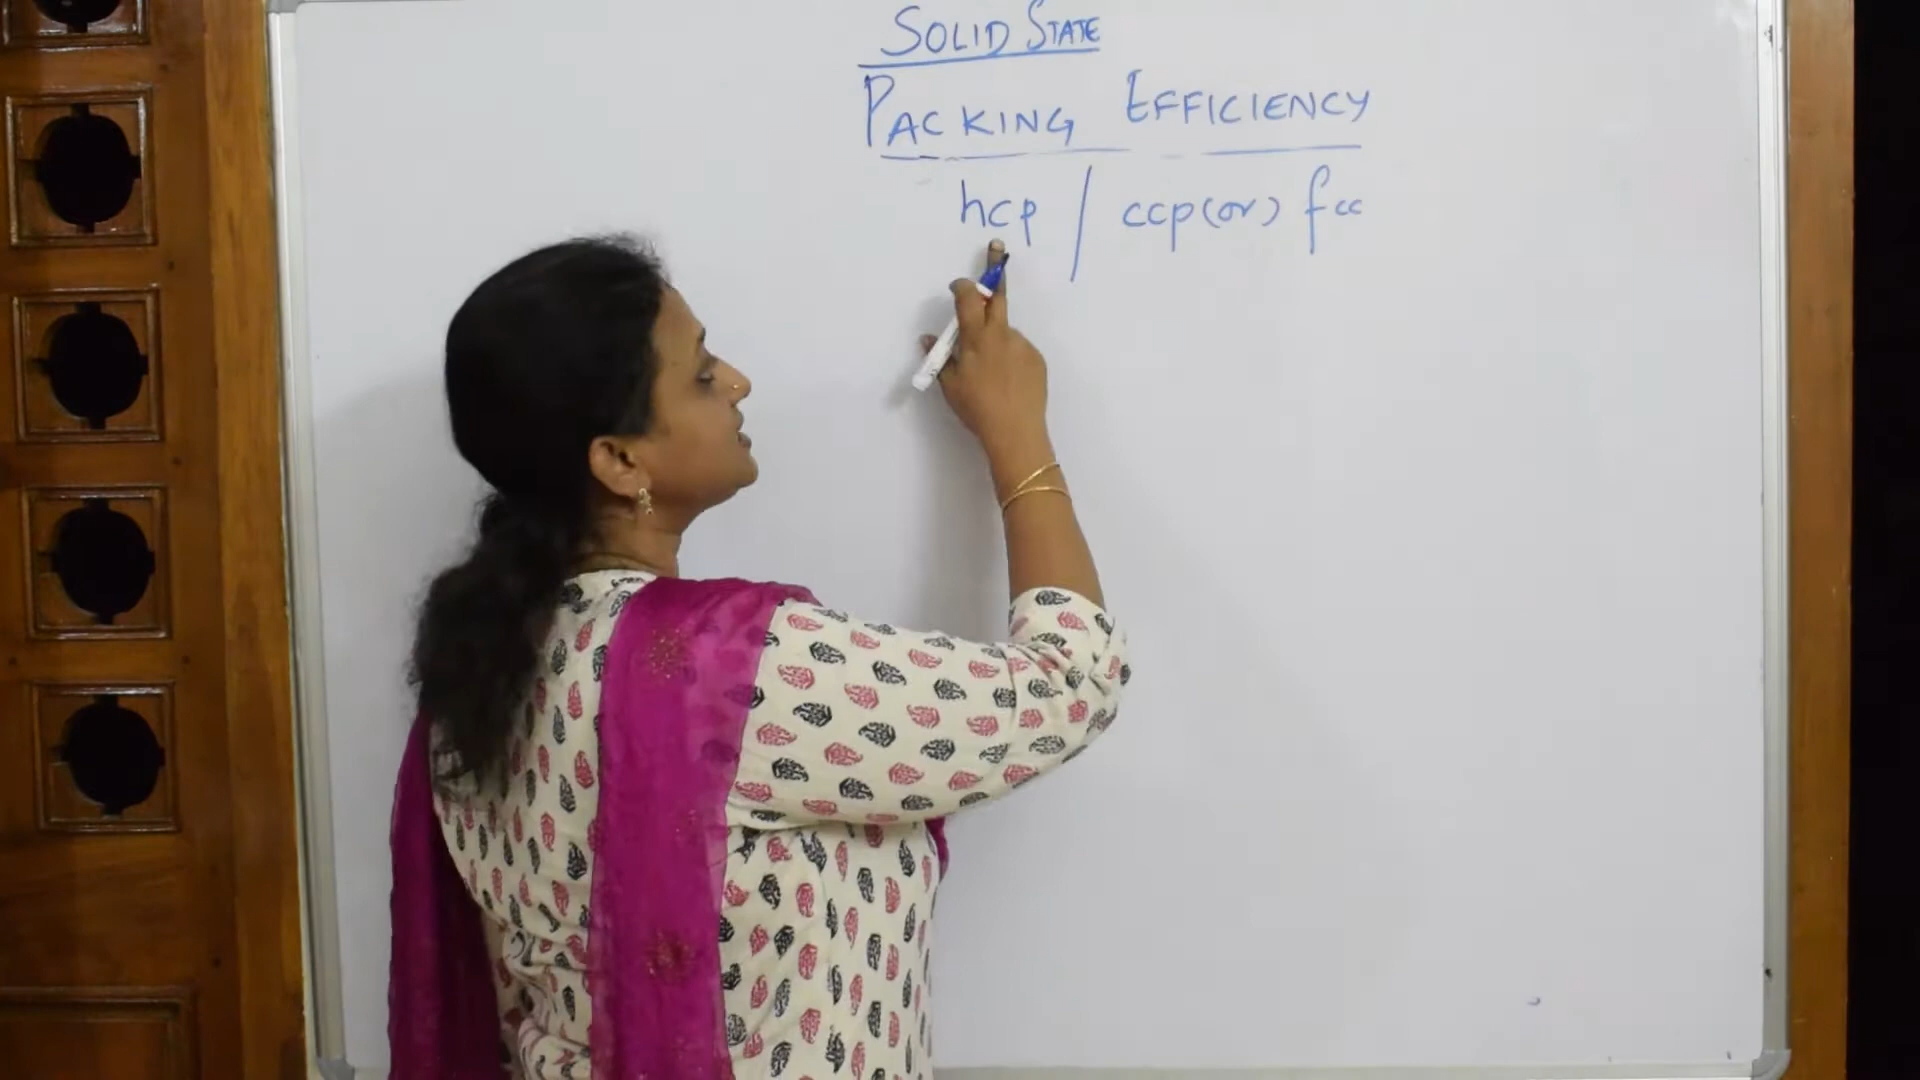 SOLID STATE
PACKING EFFICIENCY
hcp / ccp(or) fcc